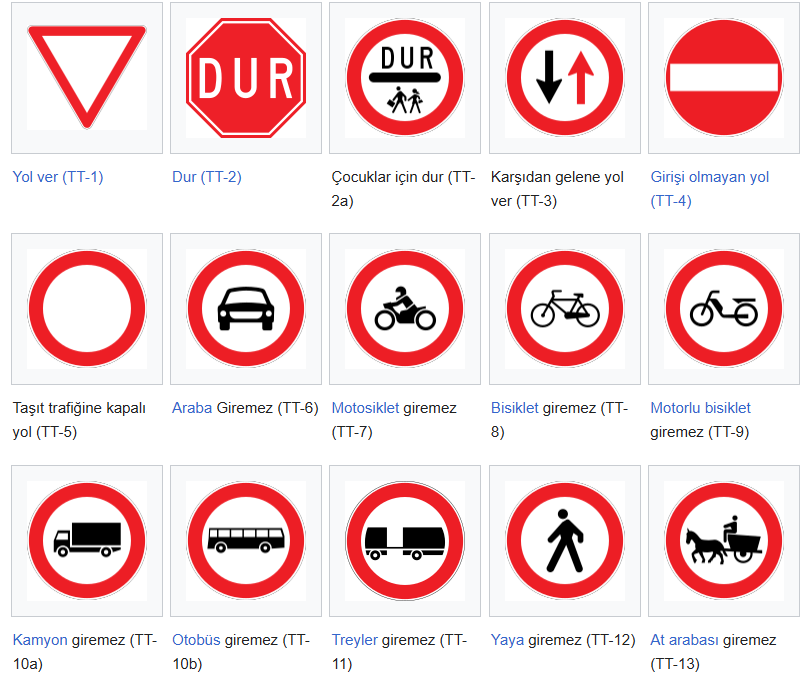 DUR
DUR
Yol ver (TT-1)
Dur (TT-2)
Çocuklar için dur (TT-
2a)
Karşıdan gelene yol
ver (TT-3)
Girişi olmayan yol
(TT-4)
Taşıt trafiğine kapalı
yol (TT-5)
Araba Giremez (TT-6)
Motosiklet giremez
(TT-7)
Bisiklet giremez (TT-
8)
Motorlu bisiklet
giremez (TT-9)
Kamyon giremez (TT-
10a)
Otobüs giremez (TT-
10b)
Treyler giremez (TT-
11)
Yaya giremez (TT-12)
At arabası giremez
(TT-13)